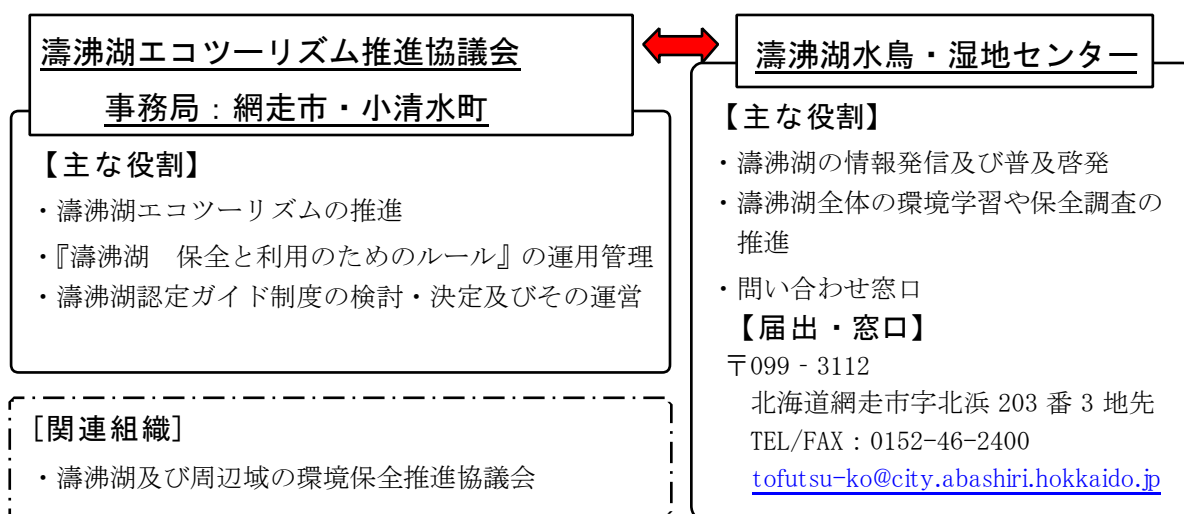 濤沸湖エコツーリズム推進協議会
事務局：網走市・小清水町
【主な役割】
・濤沸湖エコツーリズムの推進
・『濤沸湖　保全と利用のためのルール』の運用管理
・濤沸湖認定ガイド制度の検討・決定及びその運営
[関連組織]
・濤沸湖及び周辺域の環境保全推進協議会
濤沸湖水鳥・湿地センター
【主な役割】
・濤沸湖の情報発信及び普及啓発
・濤沸湖全体の環境学習や保全調査の
推進
・問い合わせ窓口
【届出・窓口】
〒099‐3112
北海道網走市字北浜 203 番 3 地先
TEL/FAX：0152-46-2400
tofutsu-ko@city.abashiri.hokkaido.jp